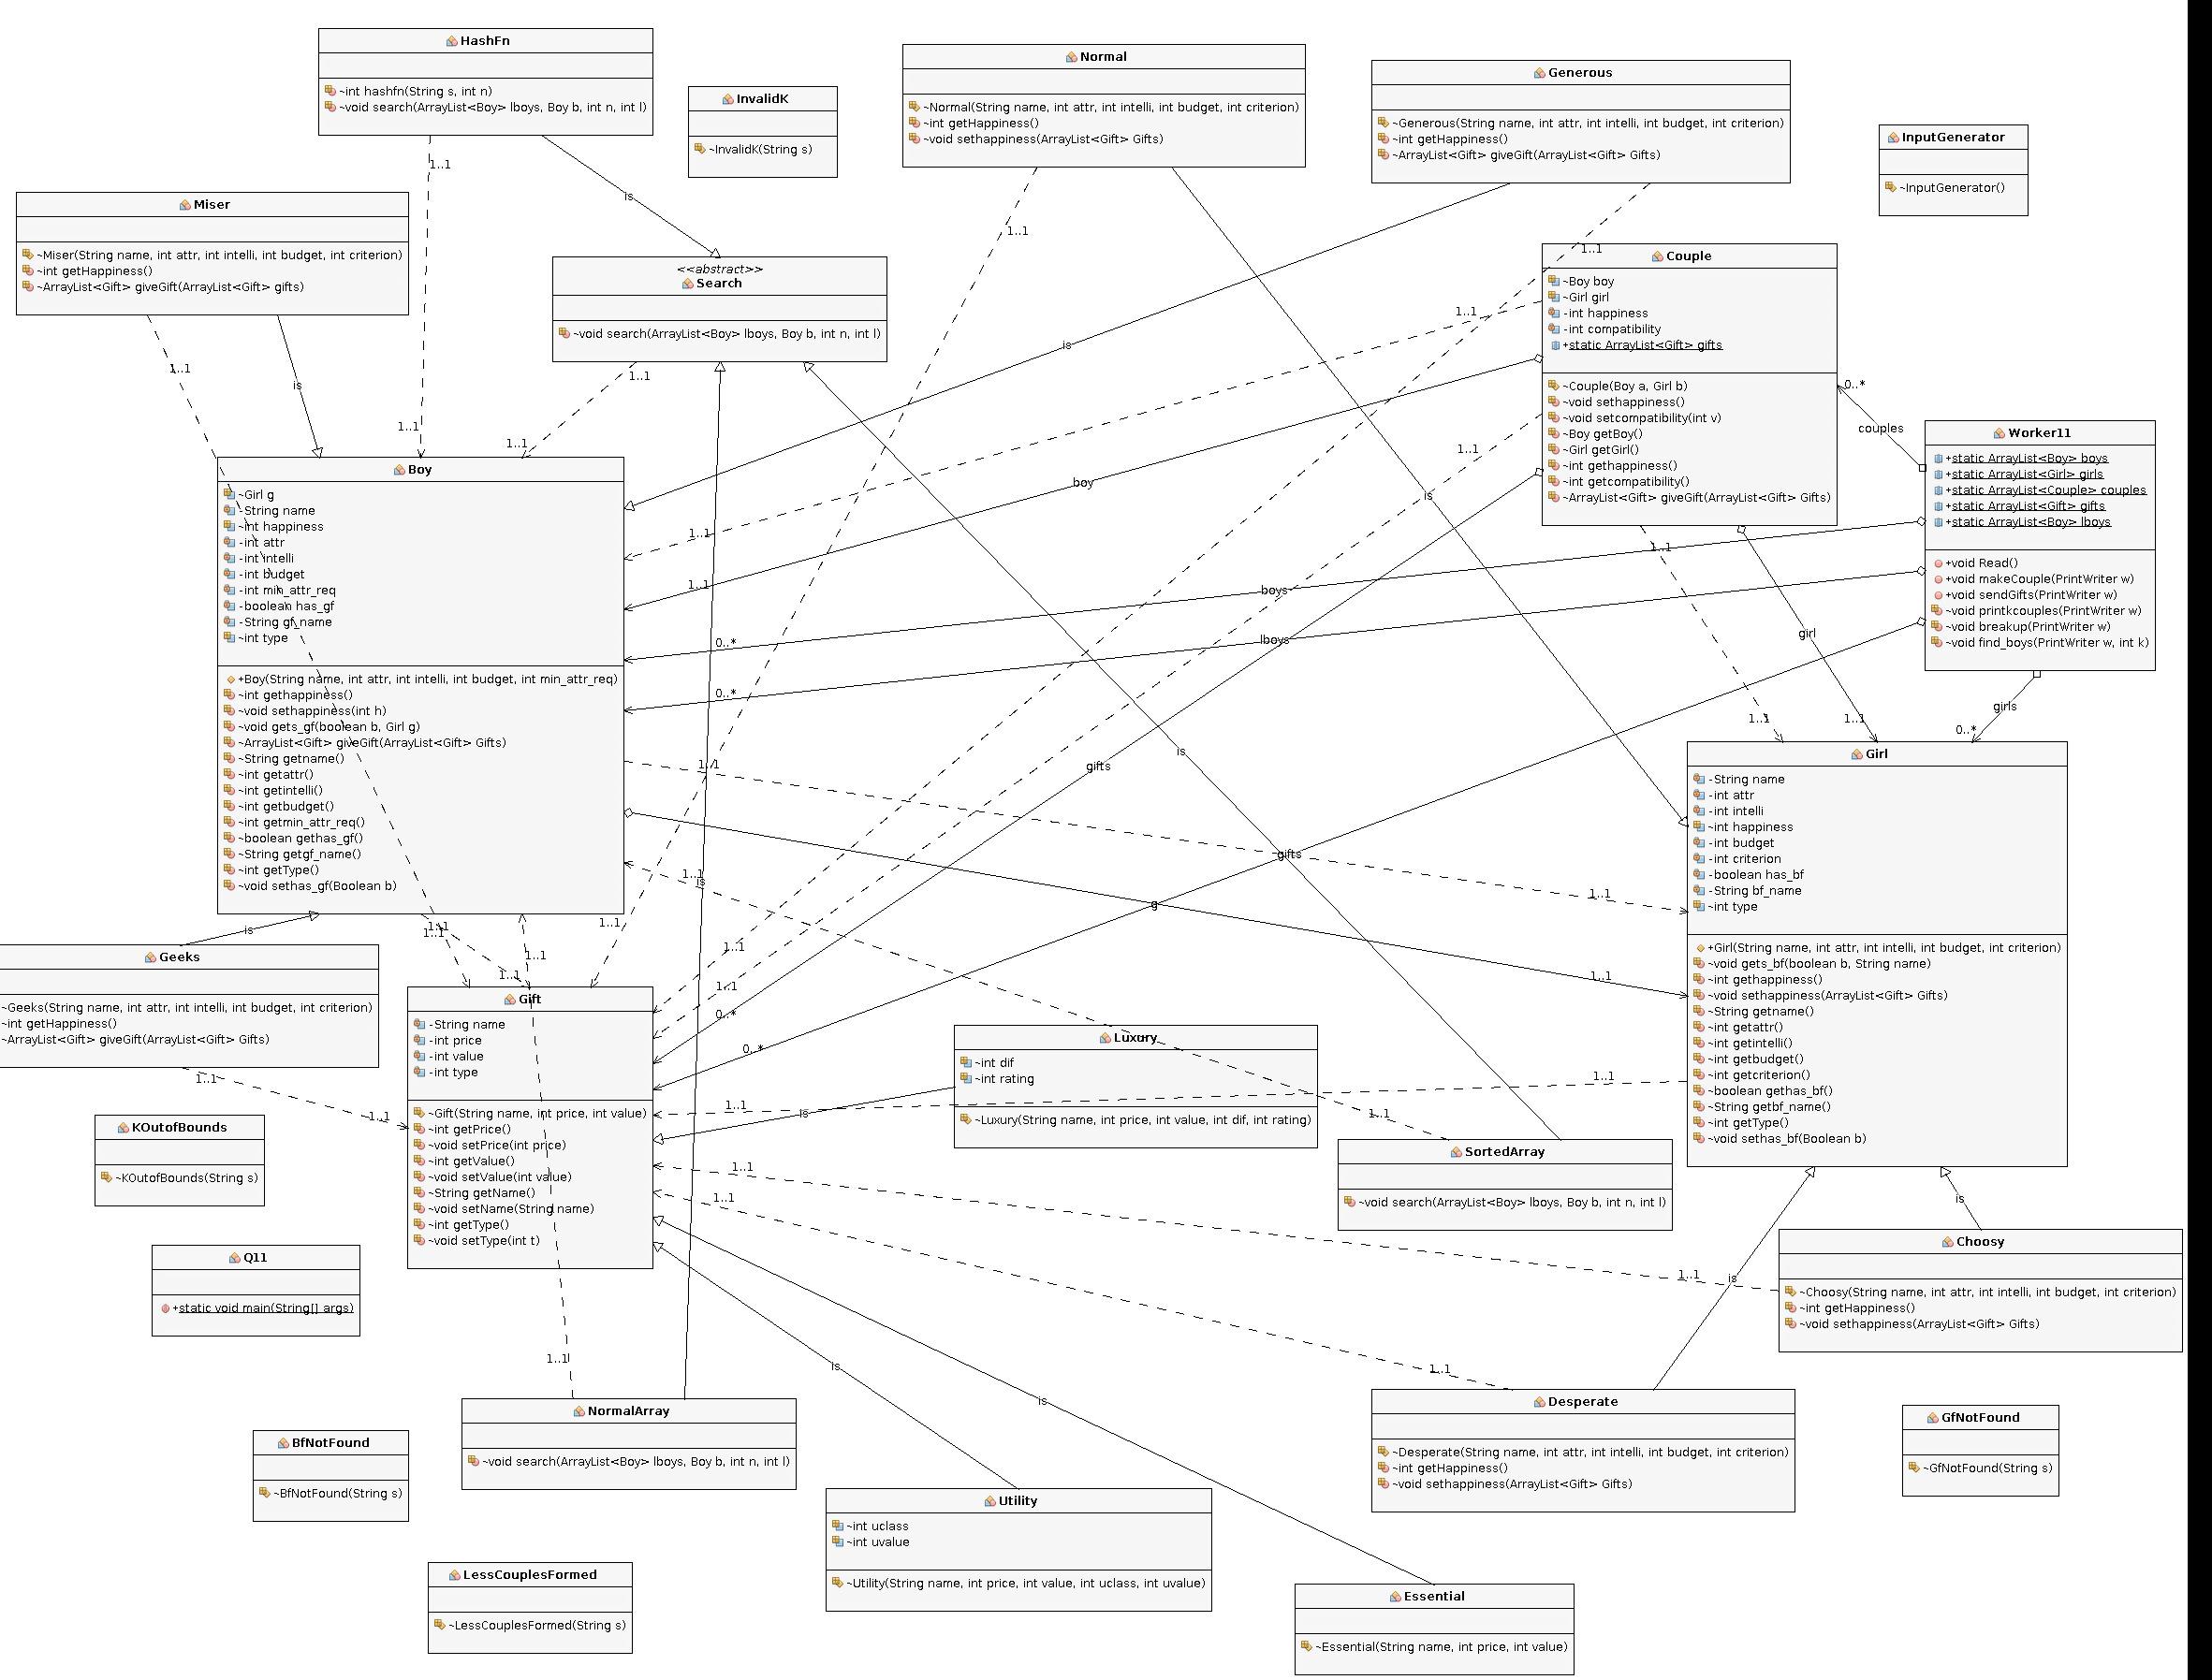 HashFn
~int hashfn(String s, int n)
~void search(ArrayList<Boy> lboys, Boy b, int n, int l)
InvalidK
~InvalidK(String s)
Normal
~Normal(String name, int attr, int intelli, int budget, int criterion)
~int getHappiness()
~void sethappiness(ArrayList<Gift> Gifts)
Generous
~Generous(String name, int attr, int intelli, int budget, int criterion)
~int getHappiness()
~ArrayList<Gift> giveGift(ArrayList<Gift> Gifts)
InputGenerator
~InputGenerator()
Miser
~Miser(String name, int attr, int intelli, int budget, int criterion)
~int getHappiness()
~ArrayList<Gift> giveGift(ArrayList<Gift> gifts)
1..1
is
1..1
1..1
<<abstract>>
Search
~void search(ArrayList<Boy> lboys, Boy b, int n, int l)
Couple
~Boy boy
~Girl girl
-int happiness
-int compatibility
+static ArrayList<Gift> gifts
~Couple(Boy a, Girl b)
~void sethappiness()
~void setcompatibility(int v)
~Boy getBoy()
~Girl getGirl()
~int gethappiness()
~int getcompatibility()
~ArrayList<Gift> giveGift(ArrayList<Gift> Gifts)
1..1
is
1..1
is
1..1
0..*
couples
1..1
1..1
1..1
1..1
is
boy
is
Worker11
+static ArrayList<Boy> boys
+static ArrayList<Girl> girls
+static ArrayList<Couple> couples
+static ArrayList<Gift> gifts
+static ArrayList<Boy> lboys
+void Read()
+void makeCouple(PrintWriter w)
+void sendGifts(PrintWriter w)
~void printkcouples(PrintWriter w)
~void breakup(PrintWriter w)
~void find_boys(PrintWriter w, int k)
Boy
~Girl g
-String name
~int happiness
-int attr
-int intelli
-int budget
-int min_attr_req
-boolean has_gf
-String gf_name
~int type
+Boy(String name, int attr, int intelli, int budget, int min_attr_req)
~int gethappiness()
~void sethappiness(int h)
~void gets_gf(boolean b, Girl g)
~ArrayList<Gift> giveGift(ArrayList<Gift> Gifts)
~String getname()
~int getattr()
~int getintelli()
~int getbudget()
~int getmin_attr_req()
~boolean gethas_gf()
~String getgf_name()
~int getType()
~void sethas_gf(Boolean b)
1..1
1..1
1..1
boys
lboys
girl
0..*
0..*
girls
1..1
1..1
0..*
is
gifts
1..1
gifts
1..1
is
g
1..1
1..1
Girl
-String name
-int attr
-int intelli
~int happiness
-int budget
-int criterion
-boolean has_bf
-String bf_name
~int type
+Girl(String name, int attr, int intelli, int budget, int criterion)
~void gets_bf(boolean b, String name)
~int gethappiness()
~void sethappiness(ArrayList<Gift> Gifts)
~String getname()
~int getattr()
~int getintelli()
~int getbudget()
~int getcriterion()
~boolean gethas_bf()
~String getbf_name()
~int getType()
~void sethas_bf(Boolean b)
is
1..1
1..1
1..1
1..1
1..1
1..1
1..1
0..*
0..*
Geeks
~Geeks(String name, int attr, int intelli, int budget, int criterion)
~int getHappiness()
~ArrayList<Gift> giveGift(ArrayList<Gift> Gifts)
1..1
1..1
Gift
-String name
-int price
-int value
-int type
~Gift(String name, int price, int value)
~int getPrice()
~void setPrice(int price)
~int getValue()
~void setValue(int value)
~String getName()
~void setName(String name)
~int getType()
~void setType(int t)
Luxury
~int dif
~int rating
~Luxury(String name, int price, int value, int dif, int rating)
1..1
1..1
is
1..1
1..1
1..1
SortedArray
~void search(ArrayList<Boy> lboys, Boy b, int n, int l)
KOutofBounds
~KOutofBounds(String s)
is
Choosy
~Choosy(String name, int attr, int intelli, int budget, int criterion)
~int getHappiness()
~void sethappiness(ArrayList<Gift> Gifts)
1..1
is
Q11
+static void main(String[] args)
1..1
is
is
1..1
NormalArray
~void search(ArrayList<Boy> lboys, Boy b, int n, int l)
Desperate
~Desperate(String name, int attr, int intelli, int budget, int criterion)
~int getHappiness()
~void sethappiness(ArrayList<Gift> Gifts)
GfNotFound
~GfNotFound(String s)
BfNotFound
~BfNotFound(String s)
Utility
~int uclass
~int uvalue
~Utility(String name, int price, int value, int uclass, int uvalue)
LessCouplesFormed
~LessCouplesFormed(String s)
Essential
~Essential(String name, int price, int value)